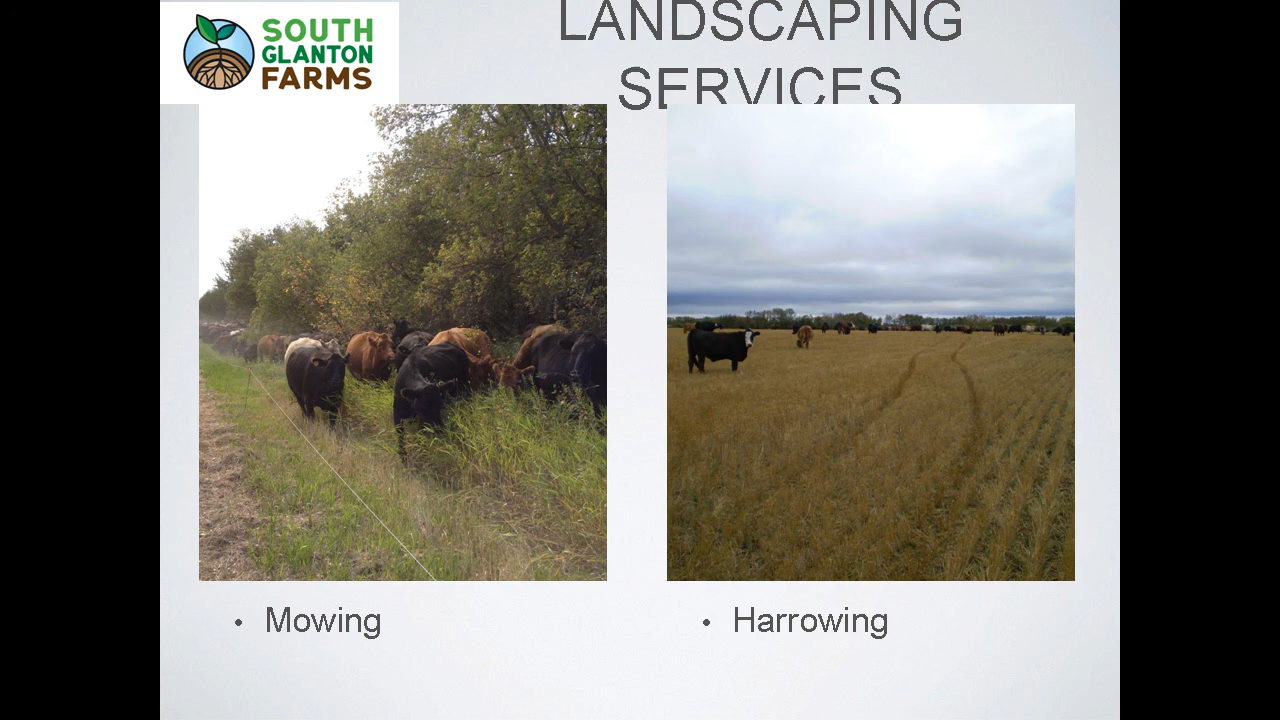 SOUTH
GLANTON
FARMS
LANDSCAPING
SERVICES
• Mowing
• Harrowing